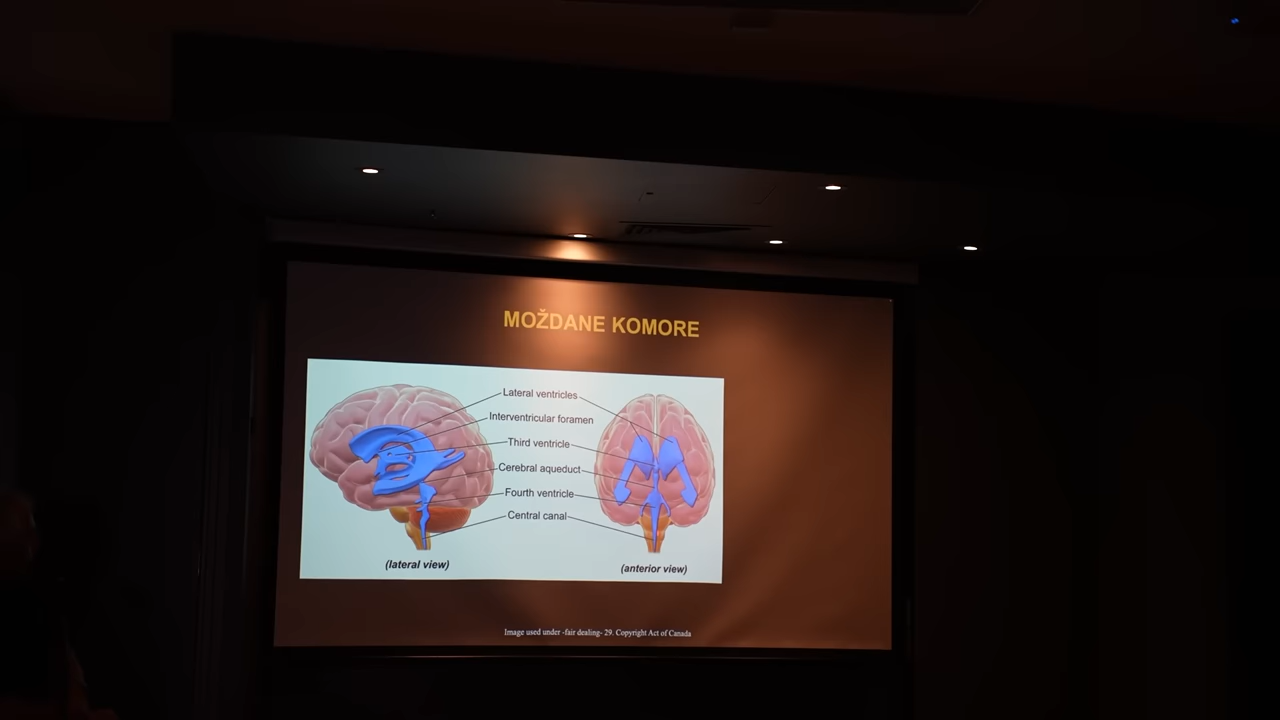 MOŽDANE KOMORE
Lateral ventricles
Interventricular foramen
Third ventricle
Cerebral aqueduct
Fourth ventricle
Central canal
(lateral view)
(anterior view)
Image used under -fair dealing- 29. Copyright Act of Canada